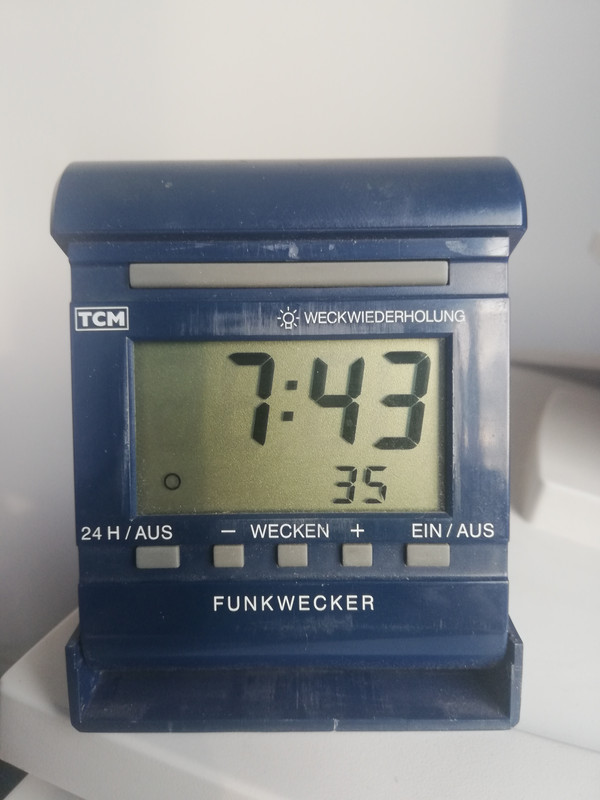 TCM
WECKWIEDERHOLUNG
7:43
35
24 H / AUS − WECKEN + EIN / AUS
FUNKWECKER